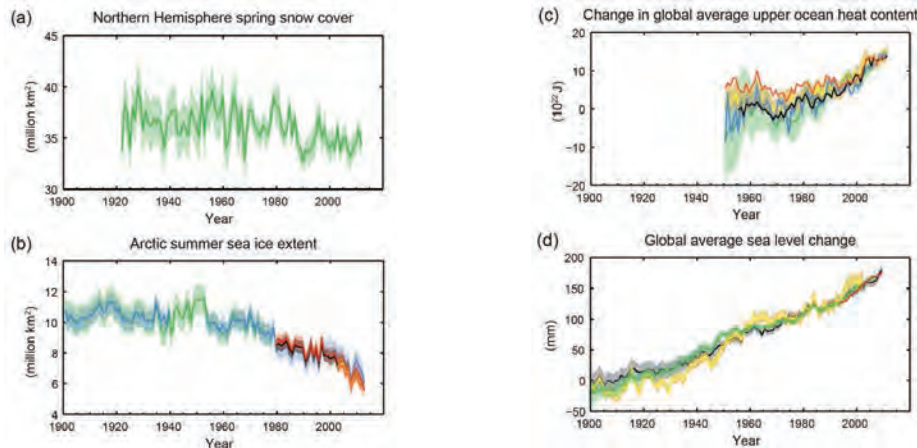 (a)
Northern Hemisphere spring snow cover
45
40
35
30
(million km²)
1900 1920 1940 1960 1980 2000
Year
(b)
Arctic summer sea ice extent
14
12
10
8
6
4
(million km²)
1900 1920 1940 1960 1980 2000
Year
(c)
Change in global average upper ocean heat content
20
10
0
−10
−20
(10²² J)
1900 1920 1940 1960 1980 2000
Year
(d)
Global average sea level change
200
150
100
50
0
−50
(mm)
1900 1920 1940 1960 1980 2000
Year